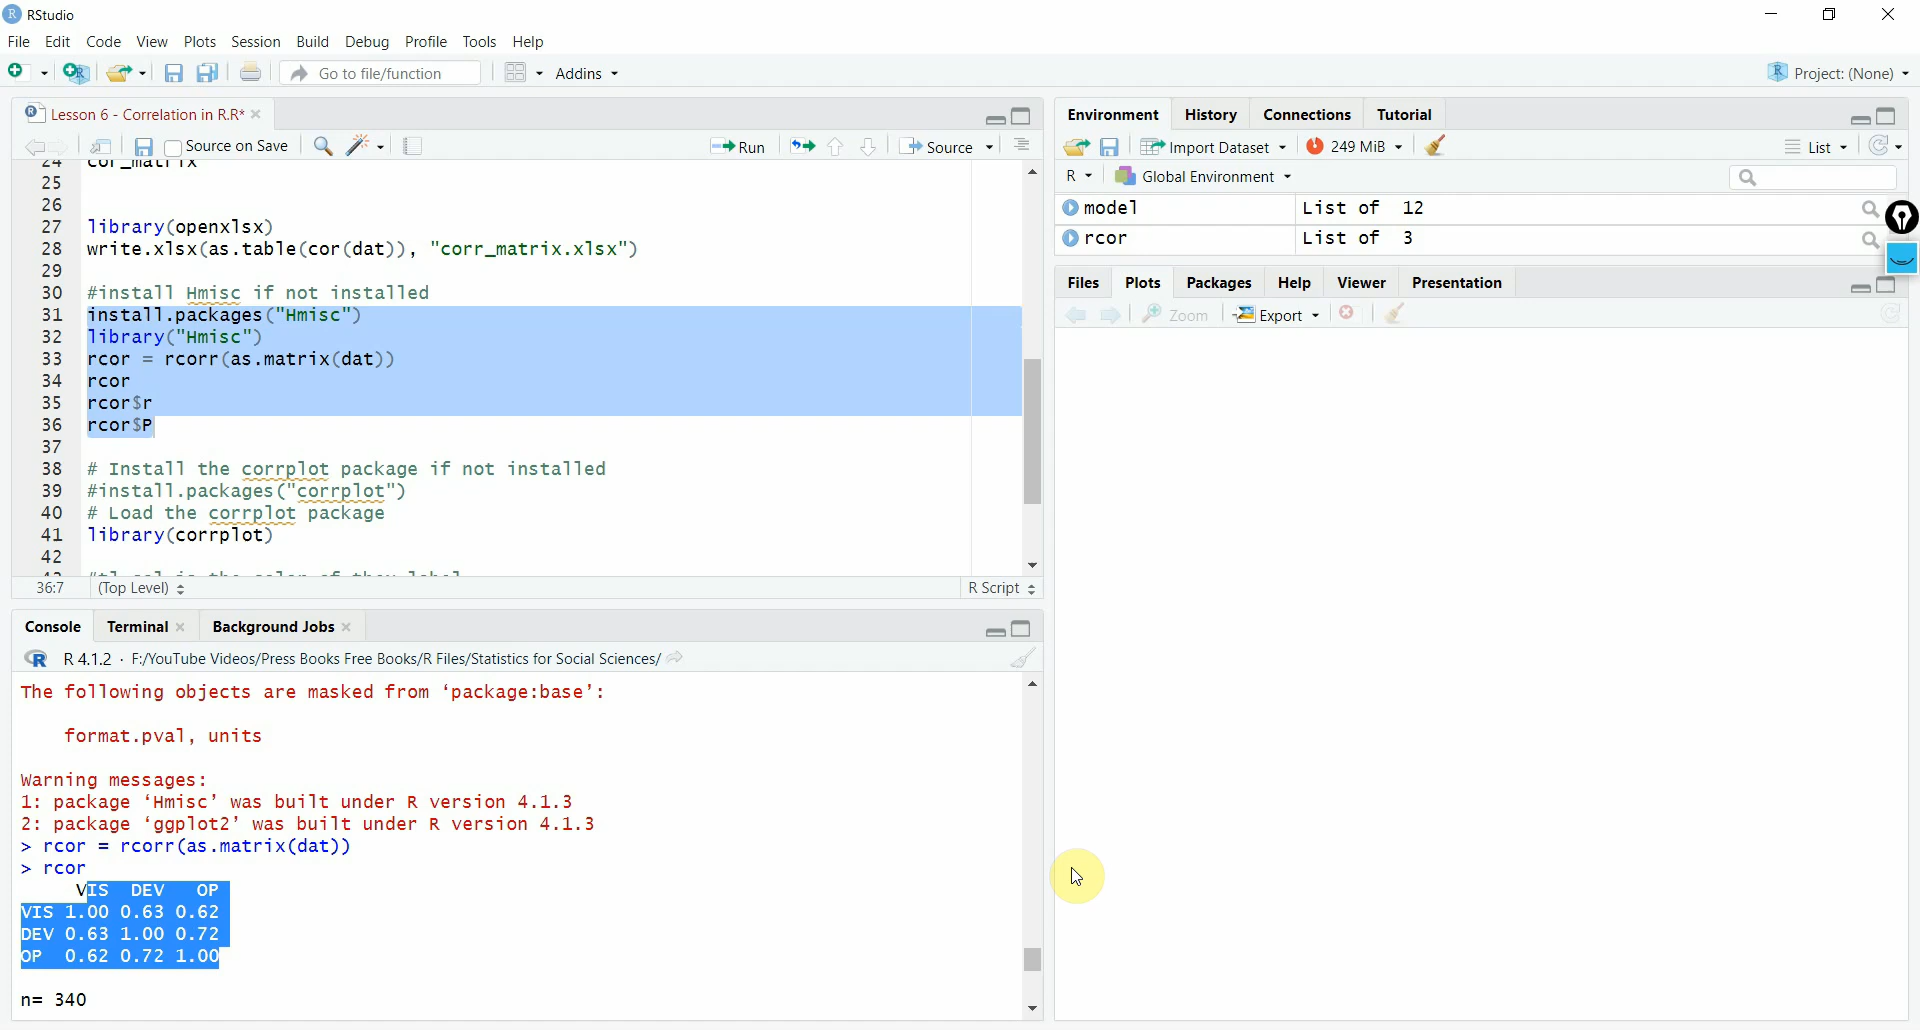 RStudio
File Edit Code View Plots Session Build Debug Profile Tools Help
Go to file/function Addins Project: (None)
Lesson 6 - Correlation in R.R*
Source on Save Run Source
24 cor_matrix
25
26
27 library(openxlsx)
28 write.xlsx(as.table(cor(dat)), "corr_matrix.xlsx")
29
30 #install Hmisc if not installed
31 install.packages("Hmisc")
32 library("Hmisc")
33 rcor = rcorr(as.matrix(dat))
34 rcor
35 rcor$r
36 rcor$P
37
38 # Install the corrplot package if not installed
39 #install.packages("corrplot")
40 # Load the corrplot package
41 library(corrplot)
42
36:7 (Top Level) R Script
Console Terminal Background Jobs
R 4.1.2 · F:/YouTube Videos/Press Books Free Books/R Files/Statistics for Social Sciences/
The following objects are masked from ‘package:base’:
format.pval, units
Warning messages:
1: package ‘Hmisc’ was built under R version 4.1.3
2: package ‘ggplot2’ was built under R version 4.1.3
> rcor = rcorr(as.matrix(dat))
> rcor
VIS DEV OP
VIS 1.00 0.63 0.62
DEV 0.63 1.00 0.72
OP 0.62 0.72 1.00
n= 340
Environment History Connections Tutorial
Import Dataset 249 MiB List
R Global Environment
model List of 12
rcor List of 3
Files Plots Packages Help Viewer Presentation
Zoom Export